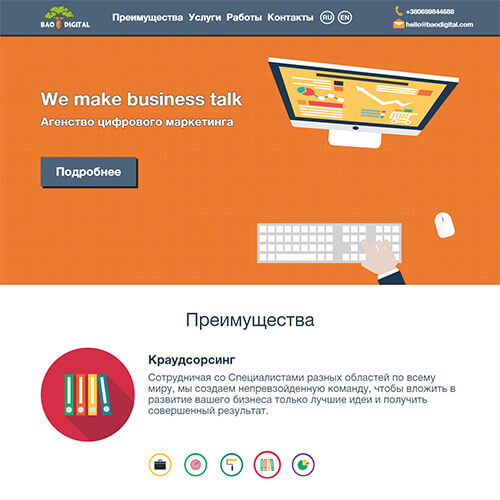 BAO DIGITAL
Преимущества Услуги Работы Контакты RU EN
+380689844688
hello@baodigital.com
We make business talk
Агенство цифрового маркетинга
Подробнее
Преимущества
Краудсорсинг
Сотрудничая со Специалистами разных областей по всему
миру, мы создаем непревзойденную команду, чтобы вложить в
развитие вашего бизнеса только лучшие идеи и получить
совершенный результат.